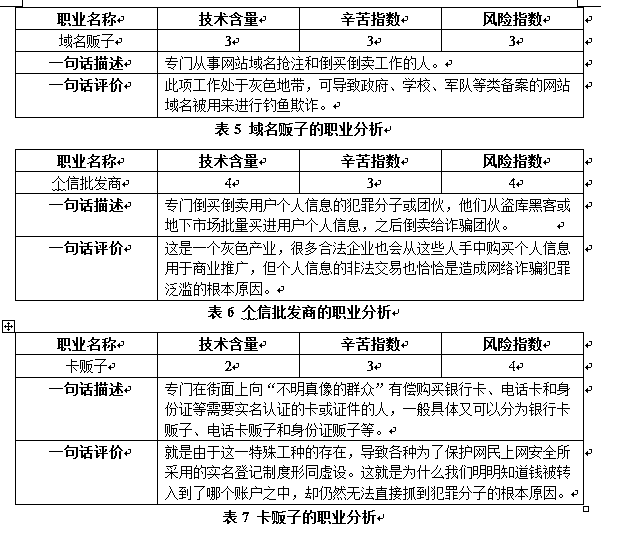 职业名称 技术含量 辛苦指数 风险指数
域名贩子 3 3 3
一句话描述 专门从事网站域名抢注和倒买倒卖工作的人。
一句话评价 此项工作处于灰色地带，可导致政府、学校、军队等类备案的网站
域名被用来进行钓鱼欺诈。
表 5 域名贩子的职业分析
职业名称 技术含量 辛苦指数 风险指数
个信批发商 4 3 4
一句话描述 专门倒买倒卖用户个人信息的犯罪分子或团伙，他们从盗库黑客或
地下市场批量买进用户个人信息，之后倒卖给诈骗团伙。
一句话评价 这是一个灰色产业，很多合法企业也会从这些人手中购买个人信息
用于商业推广，但个人信息的非法交易也恰恰是造成网络诈骗犯罪
泛滥的根本原因。
表 6 个信批发商的职业分析
职业名称 技术含量 辛苦指数 风险指数
卡贩子 2 3 4
一句话描述 专门在街面上向“不明真像的群众”有偿购买银行卡、电话卡和身
份证等需要实名认证的卡或证件的人，一般具体又可以分为银行卡
贩子、电话卡贩子和身份证贩子等。
一句话评价 就是由于这一特殊工种的存在，导致各种为了保护网民上网安全所
采用的实名登记制度形同虚设。这就是为什么我们明明知道钱被转
入到了哪个账户之中，却仍然无法直接抓到犯罪分子的根本原因。
表 7 卡贩子的职业分析